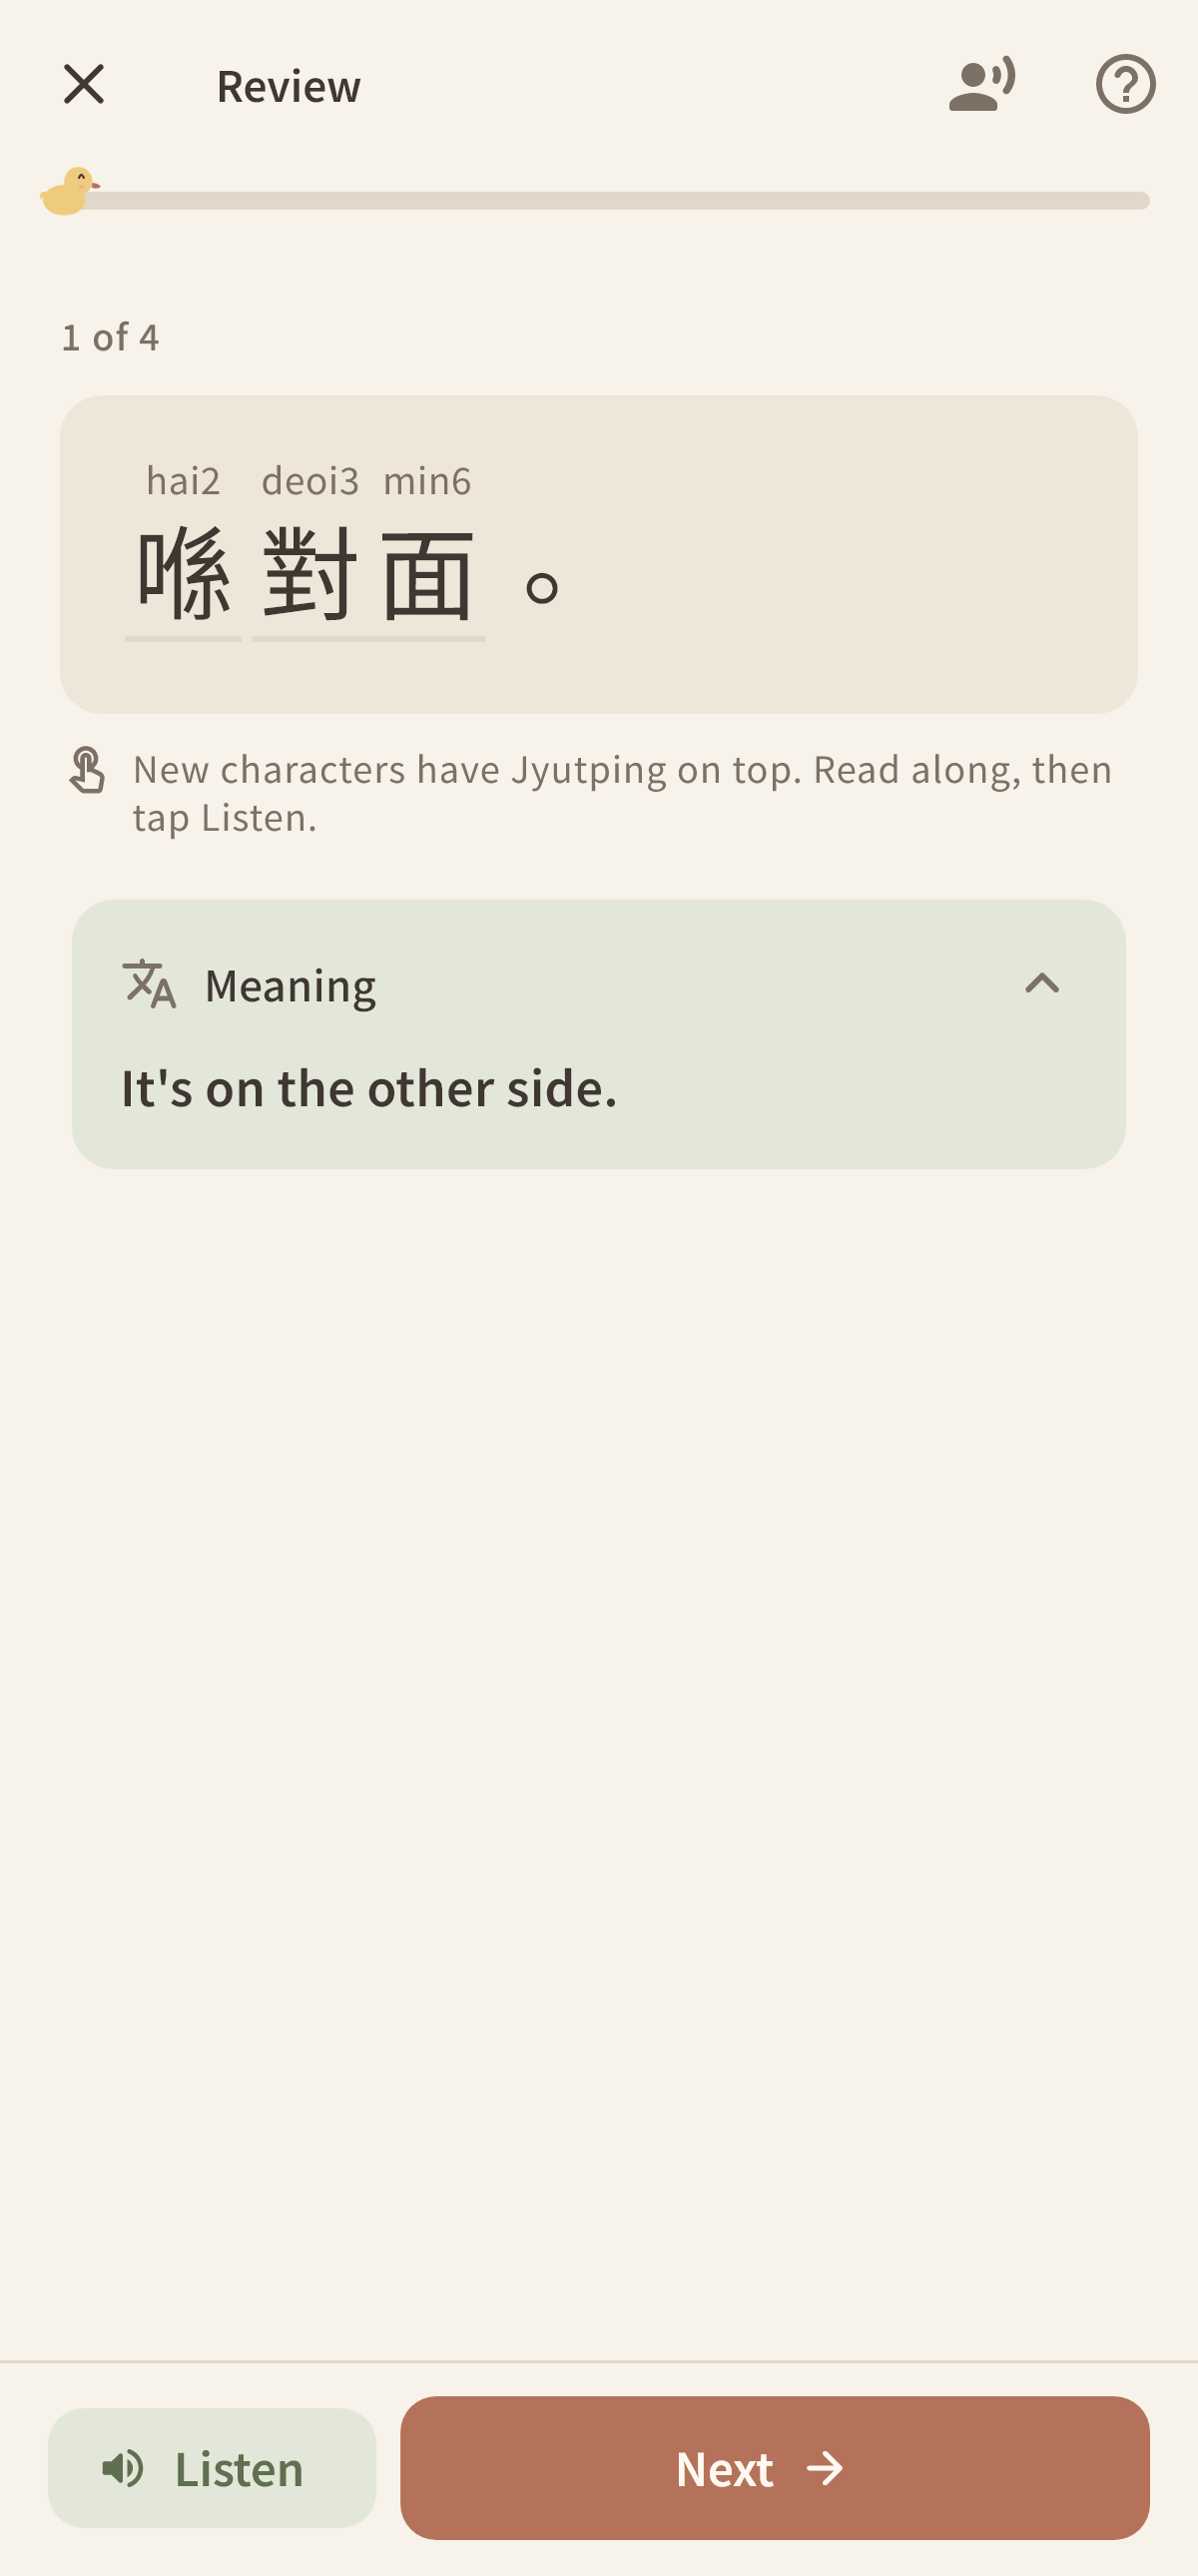 Review
1 of 4
hai2 deoi3 min6
喺對面。
New characters have Jyutping on top. Read along, then
tap Listen.
Meaning
It's on the other side.
Listen
Next